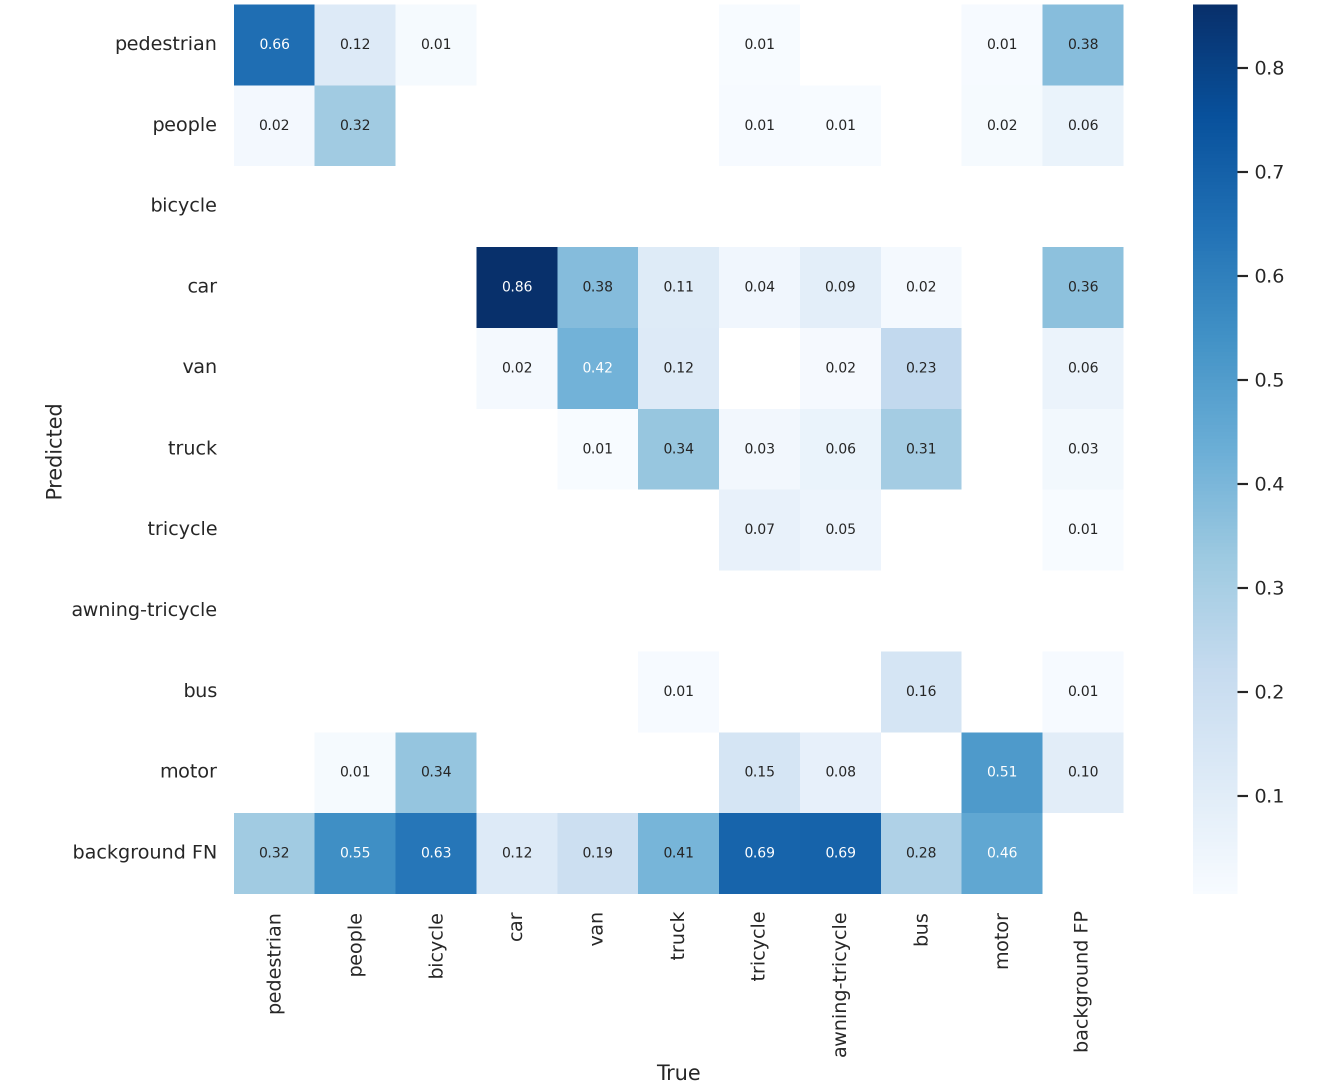 pedestrian 0.66 0.12 0.01 0.01 0.01 0.38
0.8
people 0.02 0.32 0.01 0.01 0.02 0.06
0.7
bicycle
0.6
car 0.86 0.38 0.11 0.04 0.09 0.02 0.36
van 0.02 0.42 0.12 0.02 0.23 0.06
0.5
Predicted
truck 0.01 0.34 0.03 0.06 0.31 0.03
0.4
tricycle 0.07 0.05 0.01
0.3
awning-tricycle
bus 0.01 0.16 0.01
0.2
motor 0.01 0.34 0.15 0.08 0.51 0.10
0.1
background FN 0.32 0.55 0.63 0.12 0.19 0.41 0.69 0.69 0.28 0.46
pedestrian
people
bicycle
car
van
truck
tricycle
awning-tricycle
bus
motor
background FP
True